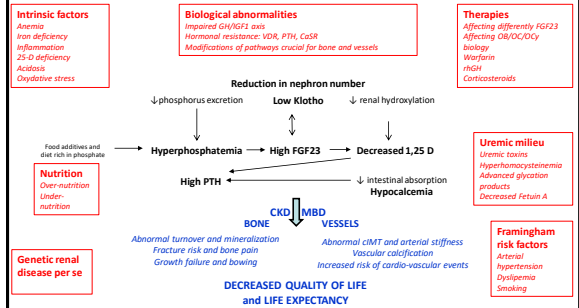 Intrinsic factors
Anemia
Iron deficiency
Inflammation
25-D deficiency
Acidosis
Oxydative stress
Biological abnormalities
Impaired GH/IGF1 axis
Hormonal resistance: VDR, PTH, CaSR
Modifications of pathways crucial for bone and vessels
Therapies
Affecting differently FGF23
Affecting OB/OC/OCy
biology
Warfarin
rhGH
Corticosteroids
Reduction in nephron number
↓phosphorus excretion
Low Klotho
↓ renal hydroxylation
Food additives and
diet rich in phosphate
Hyperphosphatemia
High FGF23
Decreased 1,25 D
High PTH
↓ intestinal absorption
Hypocalcemia
Nutrition
Over-nutrition
Under-
nutrition
Uremic milieu
Uremic toxins
Hyperhomocysteinemia
Advanced glycation
products
Decreased Fetuin A
CKD MBD
BONE
VESSELS
Abnormal turnover and mineralization
Fracture risk and bone pain
Growth failure and bowing
Abnormal cIMT and arterial stiffness
Vascular calcification
Increased risk of cardio-vascular events
Genetic renal
disease per se
Framingham
risk factors
Arterial
hypertension
Dyslipemia
Smoking
DECREASED QUALITY OF LIFE
and LIFE EXPECTANCY